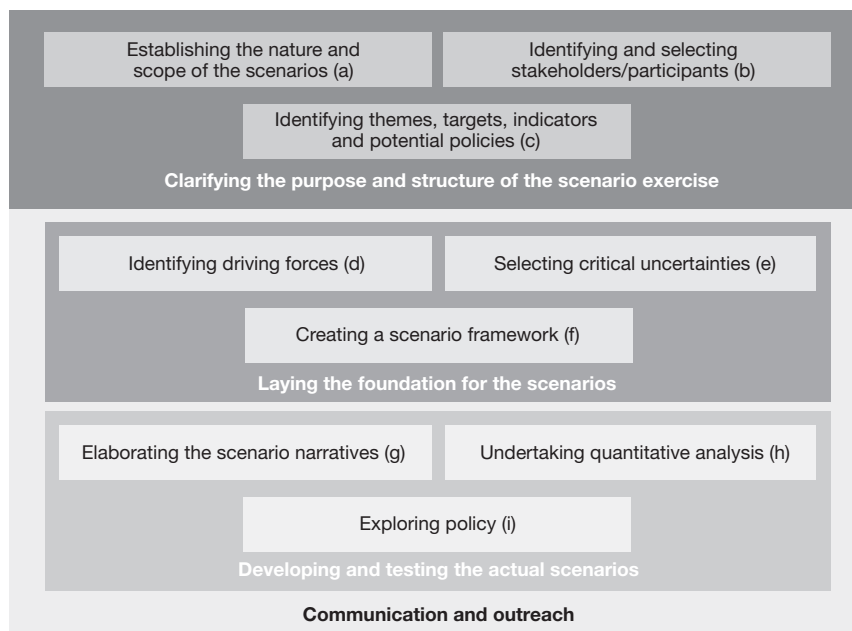 Establishing the nature and
scope of the scenarios (a)
Identifying and selecting
stakeholders/participants (b)
Identifying themes, targets, indicators
and potential policies (c)
Clarifying the purpose and structure of the scenario exercise
Identifying driving forces (d)
Selecting critical uncertainties (e)
Creating a scenario framework (f)
Laying the foundation for the scenarios
Elaborating the scenario narratives (g)
Undertaking quantitative analysis (h)
Exploring policy (i)
Developing and testing the actual scenarios
Communication and outreach